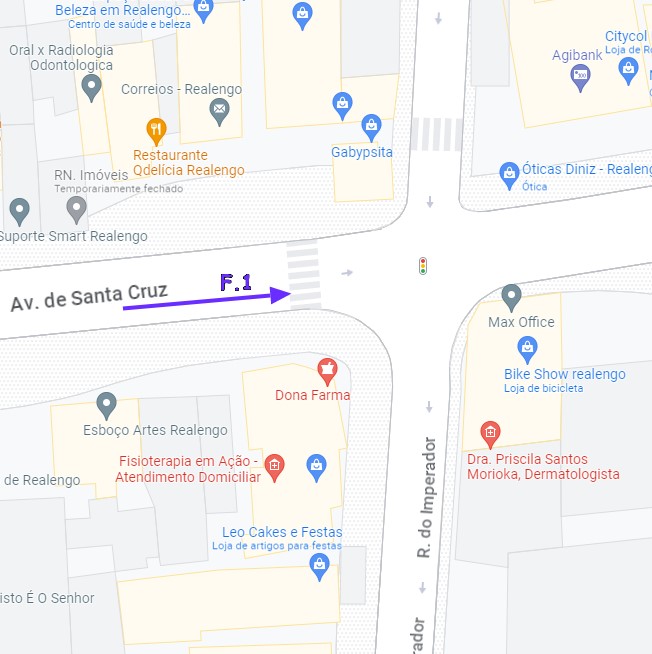 Beleza em Realengo...
Centro de saúde e beleza
Citycol
Loja de Ro
Oral x Radiologia
Odontologica
Agibank
Correios - Realengo
Restaurante
Qdelícia Realengo
Gabypsita
Óticas Diniz - Realeng
Ótica
RN. Imóveis
Temporariamente fechado
Suporte Smart Realengo
F.1
Av. de Santa Cruz
Max Office
Bike Show realengo
Loja de bicicleta
Dona Farma
Esboço Artes Realengo
Fisioterapia em Ação -
Atendimento Domiciliar
Dra. Priscila Santos
Morioka, Dermatologista
de Realengo
R. do Imperador
Leo Cakes e Festas
Loja de artigos para festas
isto É O Senhor
rador